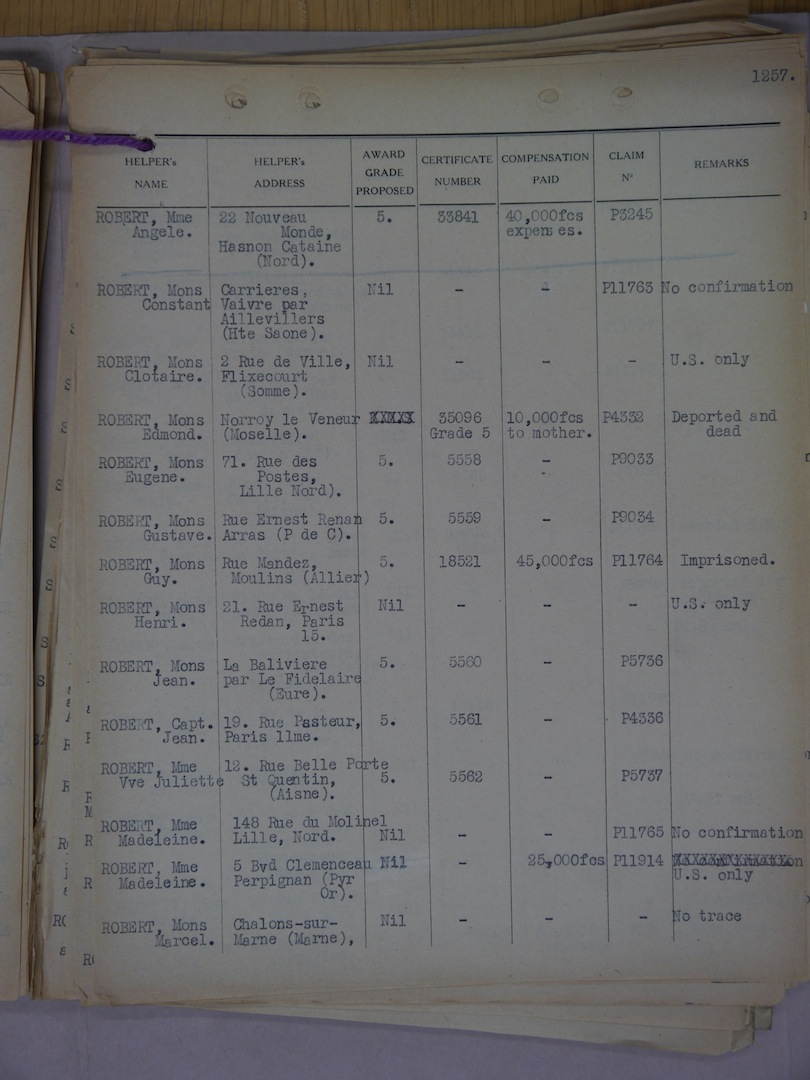 1257.
HELPER's NAME | HELPER's ADDRESS | AWARD GRADE PROPOSED | CERTIFICATE NUMBER | COMPENSATION PAID | CLAIM N° | REMARKS
ROBERT, Mme | 22 Nouveau | 5. | 33841 | 40,000fcs | P3245
Angele. | Monde, | expenses.
Hasnon Cataine
(Nord).
ROBERT, Mons | Carrieres, | Nil | - | - | P11763 | No confirmation
Constant | Vaivre par
Aillevillers
(Hte Saone).
ROBERT, Mons | 2 Rue de Ville, | Nil | - | - | - | U.S. only
Clotaire. | Flixecourt
(Somme).
ROBERT, Mons | Norroy le Veneur | XXXXX | 35096 | 10,000fcs | P4332 | Deported and
Edmond. | (Moselle). | Grade 5 | to mother. | dead
ROBERT, Mons | 71. Rue des | 5. | 5558 | - | P9033
Eugene. | Postes,
Lille Nord).
ROBERT, Mons | Rue Ernest Renan | 5. | 5559 | - | P9034
Gustave. | Arras (P de C).
ROBERT, Mons | Rue Mandez, | 5. | 18521 | 45,000fcs | P11764 | Imprisoned.
Guy. | Moulins (Allier)
ROBERT, Mons | 21. Rue Ernest | Nil | - | - | - | U.S. only
Henri. | Redan, Paris
15.
ROBERT, Mons | La Baliviere | 5. | 5560 | - | P5736
Jean. | par Le Fidelaire
(Eure).
ROBERT, Capt. | 19. Rue Pasteur, | 5. | 5561 | - | P4336
Jean. | Paris 11me.
ROBERT, Mme | 12. Rue Belle Porte
Vve Juliette | St Quentin, | 5. | 5562 | - | P5737
(Aisne).
ROBERT, Mme | 148 Rue du Molinel
Madeleine. | Lille, Nord. | Nil | - | - | P11765 | No confirmation
ROBERT, Mme | 5 Bvd Clemenceau | Nil | - | 25,000fcs | P11914
Madeleine. | Perpignan (Pyr | U.S. only
Or).
ROBERT, Mons | Chalons-sur- | Nil | - | - | - | No trace
Marcel. | Marne (Marne),